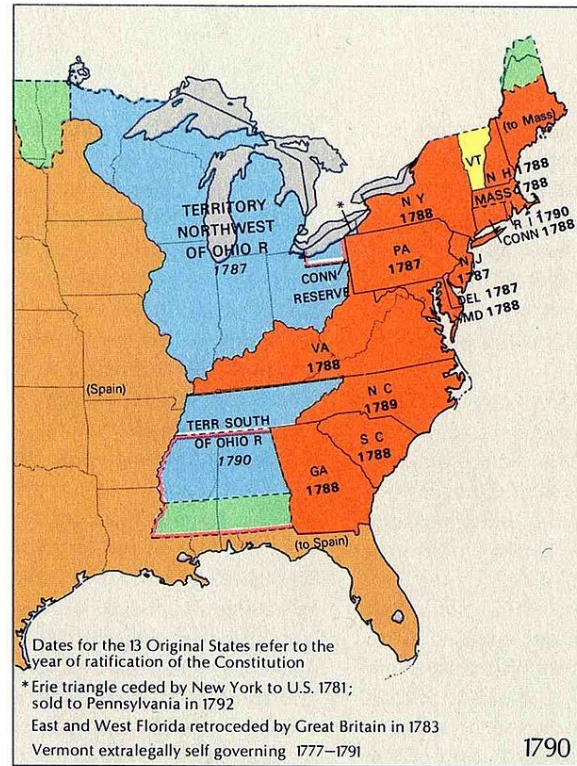 (to Mass)
VT
N H 1788
MASS 1788
R I 1790
CONN 1788
*
N Y
1788
TERRITORY
NORTHWEST
OF OHIO R
1787
PA
1787
N J
1787
CONN
RESERVE
DEL 1787
MD 1788
VA
1788
(Spain)
N C
1789
TERR SOUTH
OF OHIO R
1790
S C
1788
GA
1788
(to Spain)
Dates for the 13 Original States refer to the
year of ratification of the Constitution
*Erie triangle ceded by New York to U.S. 1781;
sold to Pennsylvania in 1792
East and West Florida retroceded by Great Britain in 1783
Vermont extralegally self governing 1777–1791
1790